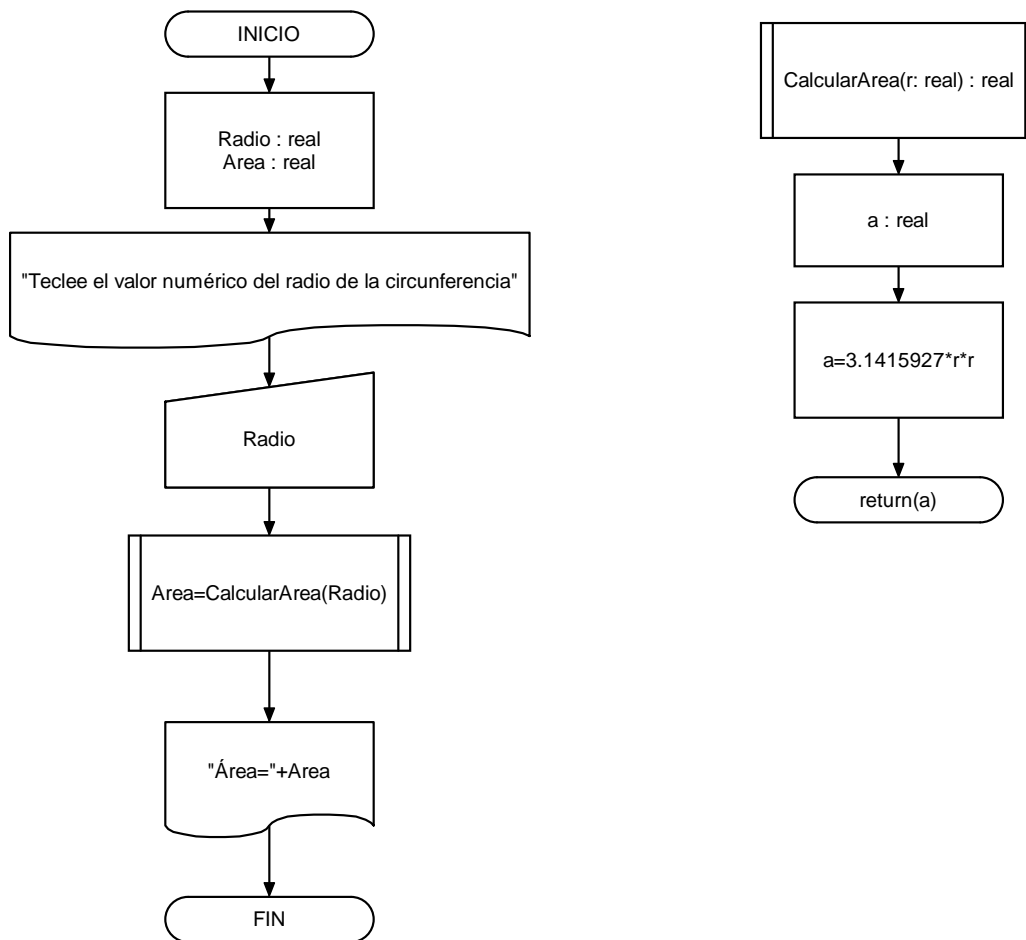 INICIO
Radio : real
Area : real
"Teclee el valor numérico del radio de la circunferencia"
Radio
Area=CalcularArea(Radio)
"Área="+Area
FIN
CalcularArea(r: real) : real
a : real
a=3.1415927*r*r
return(a)